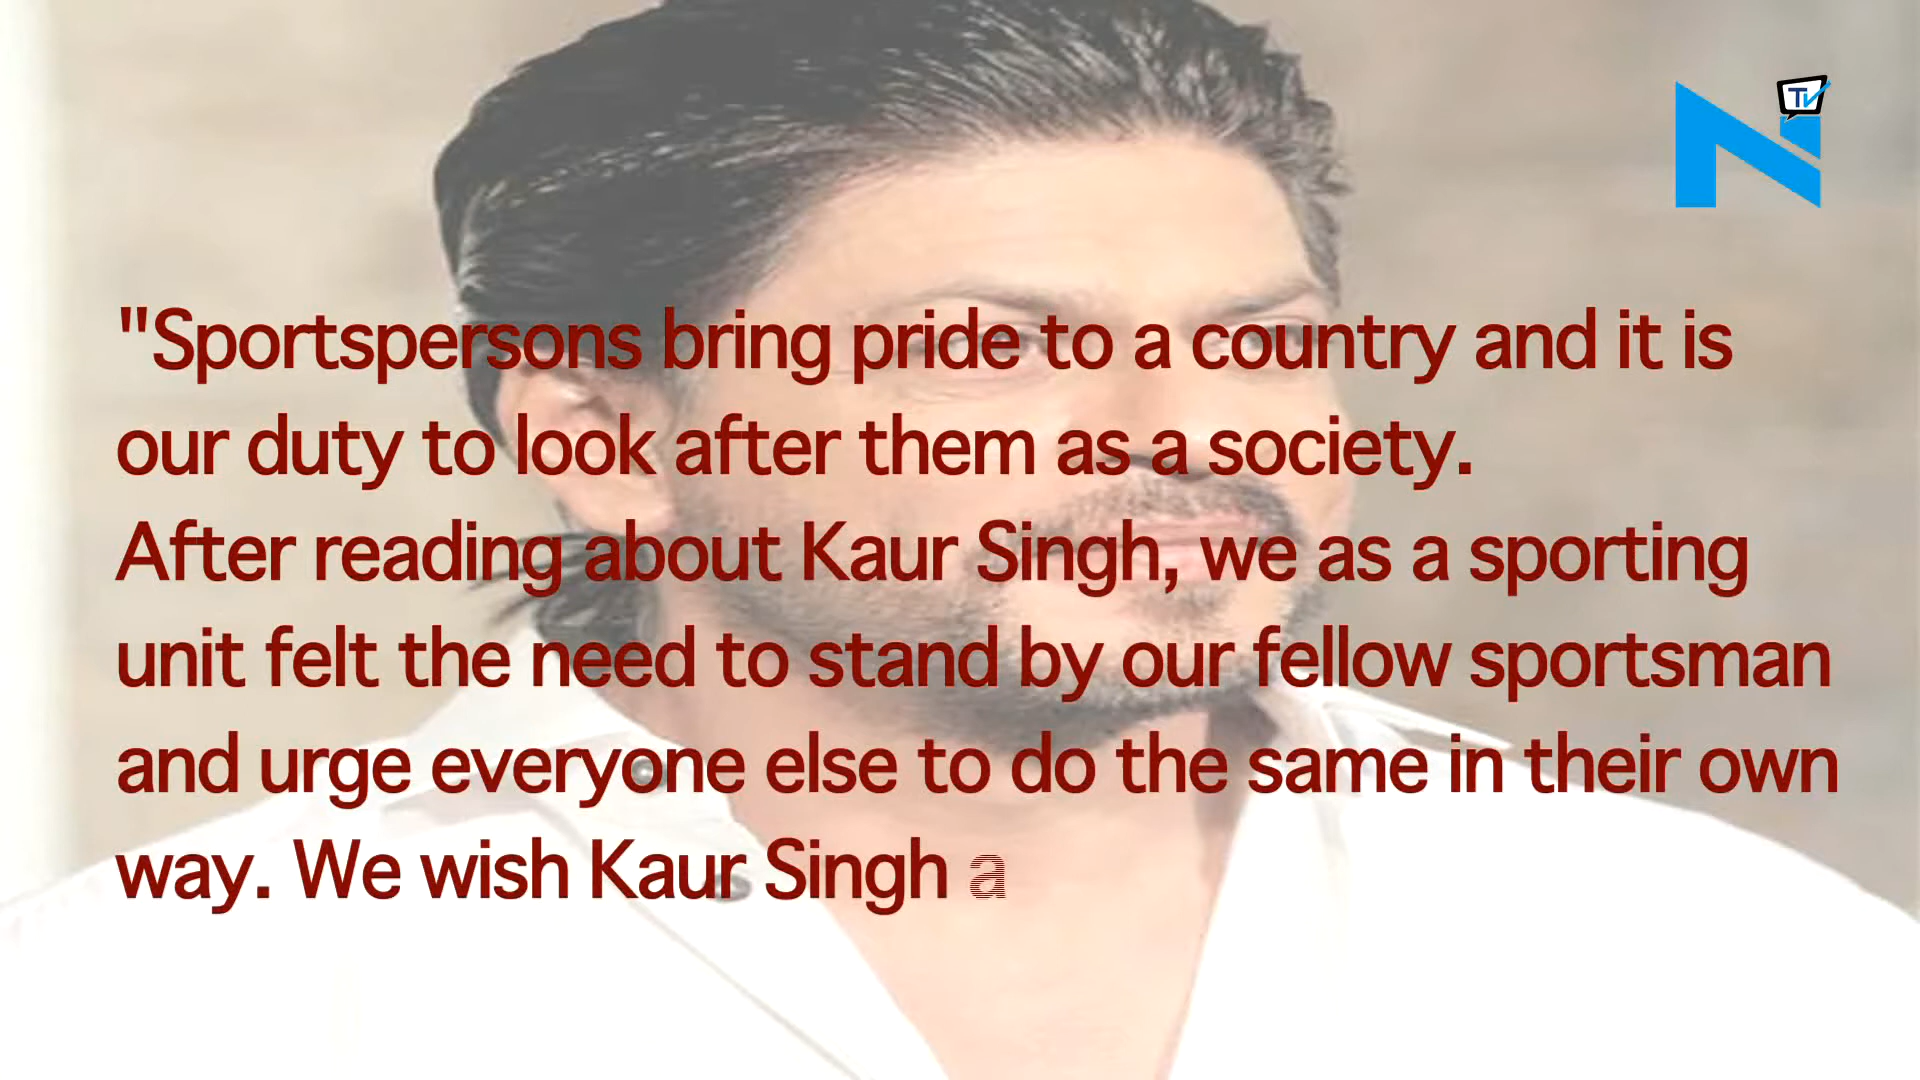 TV
"Sportspersons bring pride to a country and it is
our duty to look after them as a society.
After reading about Kaur Singh, we as a sporting
unit felt the need to stand by our fellow sportsman
and urge everyone else to do the same in their own
way. We wish Kaur Singh a